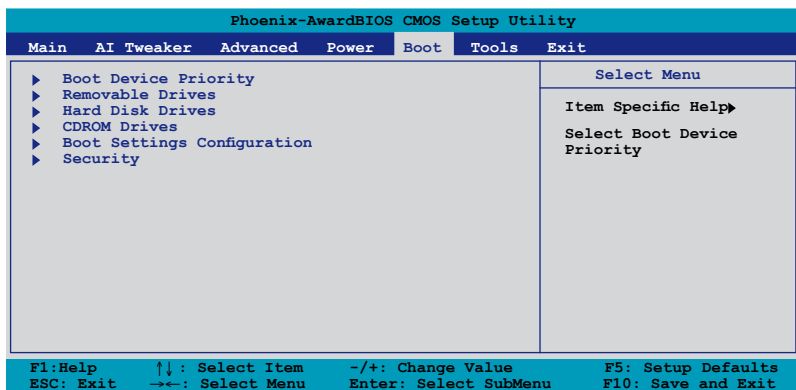 Phoenix-AwardBIOS CMOS Setup Utility
Main AI Tweaker Advanced Power Boot Tools Exit
Boot Device Priority
Removable Drives
Hard Disk Drives
CDROM Drives
Boot Settings Configuration
Security
Select Menu
Item Specific Help
Select Boot Device
Priority
F1:Help ↑↓: Select Item -/+: Change Value F5: Setup Defaults
ESC: Exit →←: Select Menu Enter: Select SubMenu F10: Save and Exit